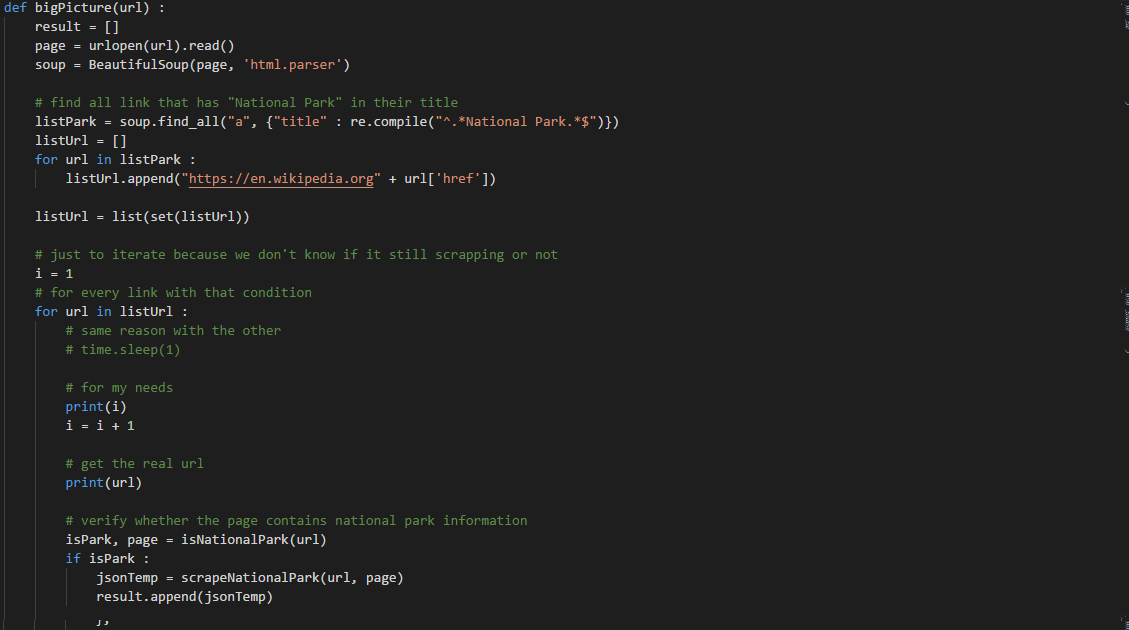 def bigPicture(url) :
    result = []
    page = urlopen(url).read()
    soup = BeautifulSoup(page, 'html.parser')

    # find all link that has "National Park" in their title
    listPark = soup.find_all("a", {"title" : re.compile("^.*National Park.*$")})
    listUrl = []
    for url in listPark :
        listUrl.append("https://en.wikipedia.org" + url['href'])

    listUrl = list(set(listUrl))

    # just to iterate because we don't know if it still scrapping or not
    i = 1
    # for every link with that condition
    for url in listUrl :
        # same reason with the other
        # time.sleep(1)

        # for my needs
        print(i)
        i = i + 1

        # get the real url
        print(url)

        # verify whether the page contains national park information
        isPark, page = isNationalPark(url)
        if isPark :
            jsonTemp = scrapeNationalPark(url, page)
            result.append(jsonTemp)